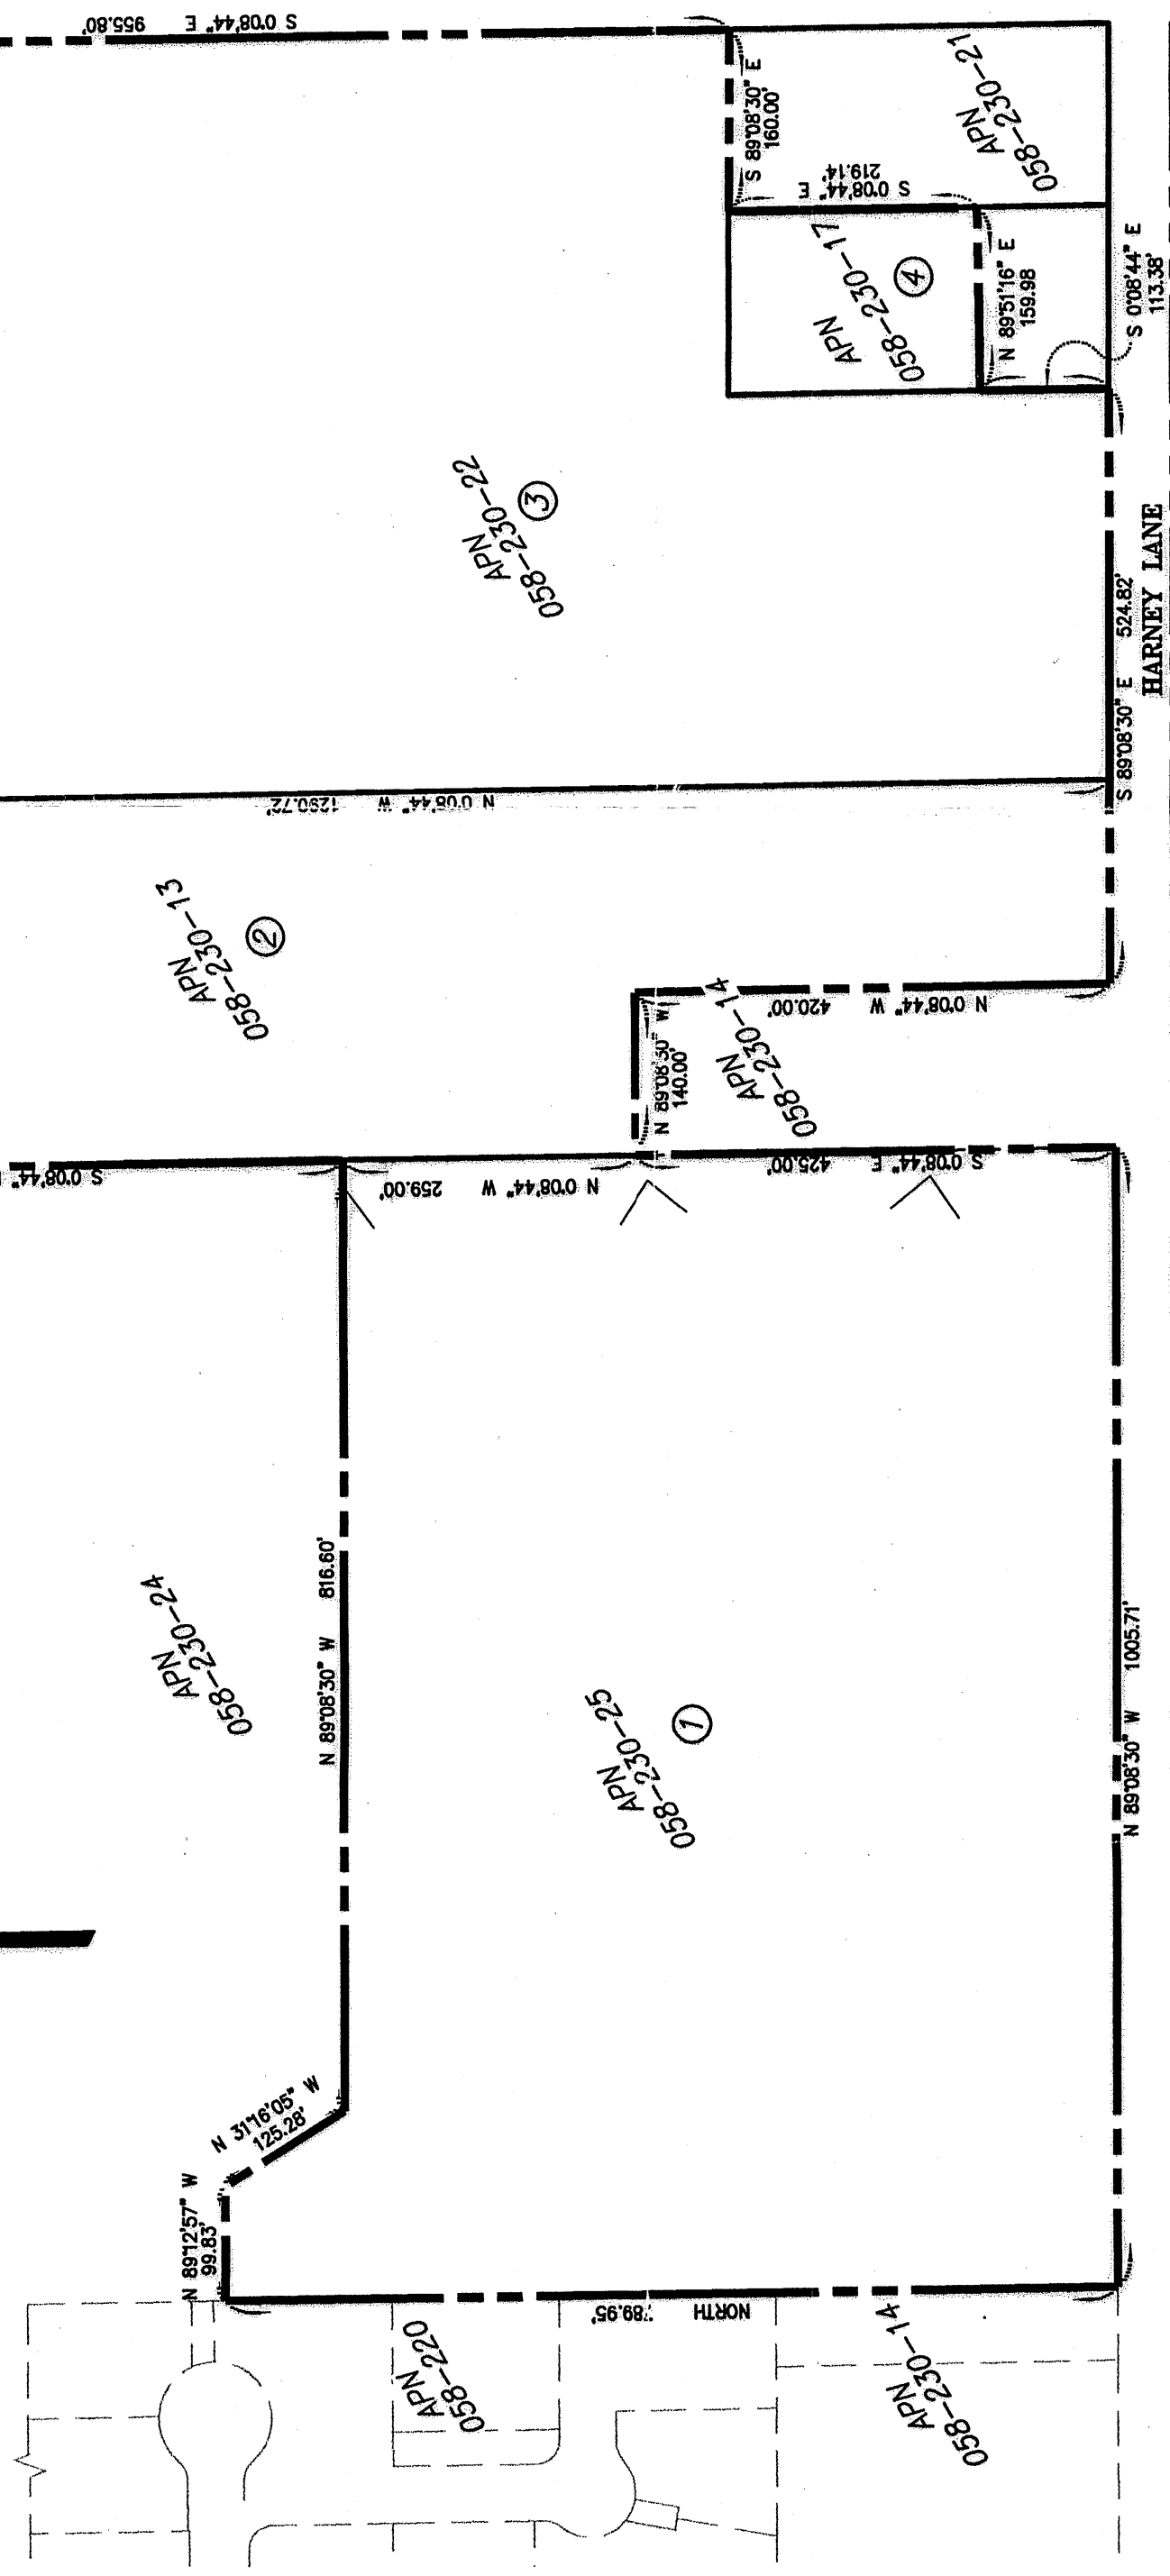 S 0°08'44" E 955.80'
S 89°08'30" E
160.00'
APN
058-230-21
S 0°08'44" E
219.14'
APN
058-230-17
4
N 89°51'16" E
159.98
S 0°08'44" E
113.38'
APN
058-230-22
3
S 89°08'30" E 524.82'
HARNEY LANE
N 0°08'44" W 1290.72'
APN
058-230-13
2
N 0°08'44" W 420.00'
N 89°08'30" W
140.00'
APN
058-230-14
S 0°08'44"
N 0°08'44" W 259.00'
S 0°08'44" E 425.00'
APN
058-230-24
N 89°08'30" W 816.60'
APN
058-230-25
1
N 89°08'30" W 1005.71'
N 31°16'05" W
125.28'
N 89°12'57" W
99.83'
NORTH 789.95'
APN
058-220
APN
058-230-14